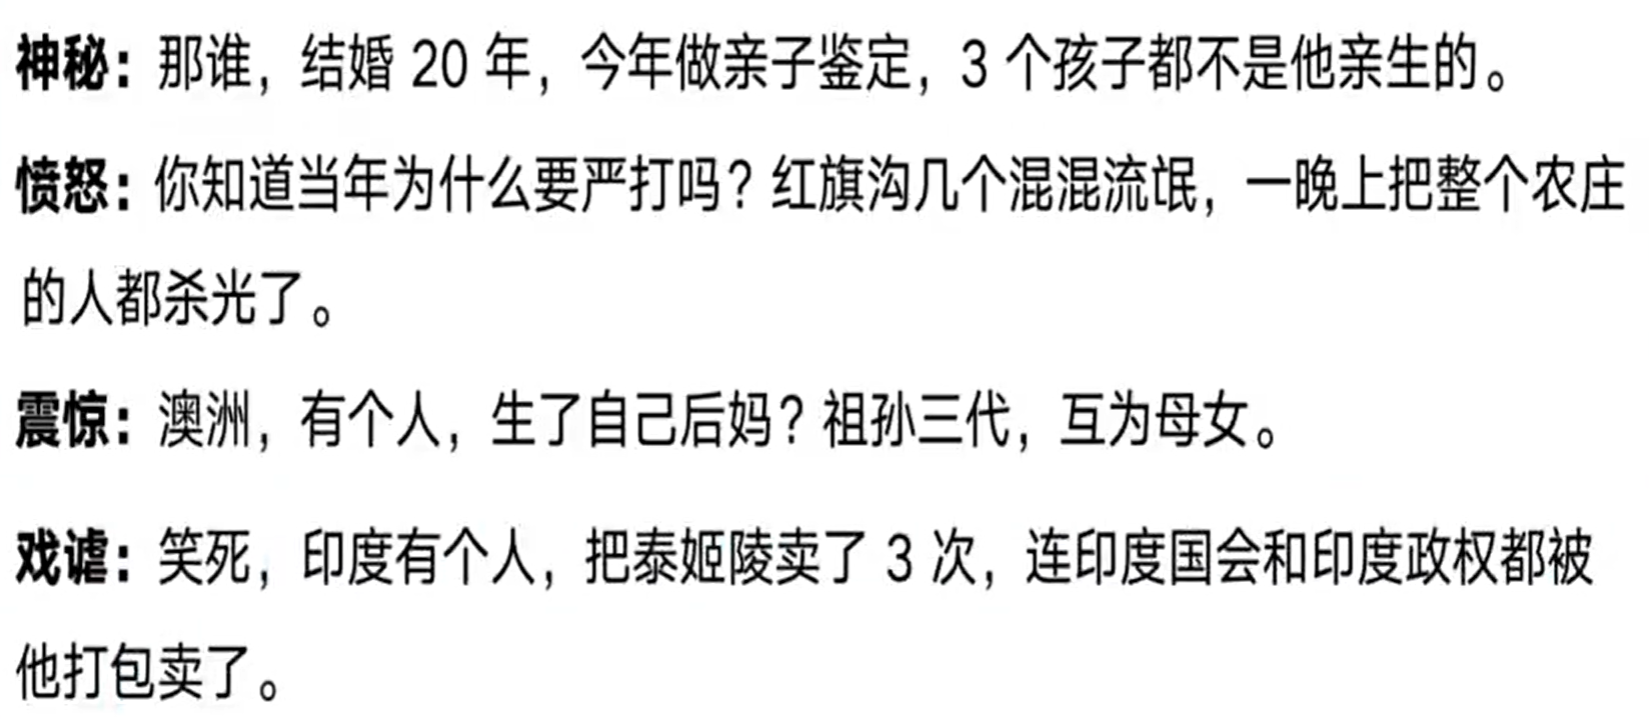 神秘：那谁，结婚 20 年，今年做亲子鉴定，3 个孩子都不是他亲生的。
愤怒：你知道当年为什么要严打吗？红旗沟几个混混流氓，一晚上把整个农庄
的人都杀光了。
震惊：澳洲，有个人，生了自己后妈？祖孙三代，互为母女。
戏谑：笑死，印度有个人，把泰姬陵卖了 3 次，连印度国会和印度政权都被
他打包卖了。